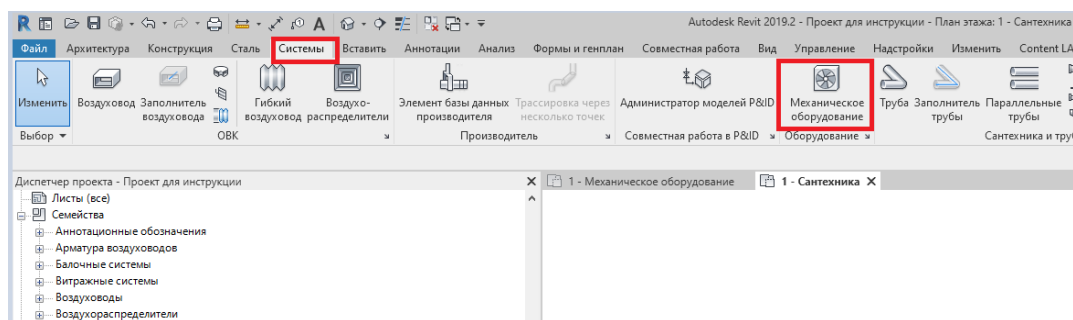 Autodesk Revit 2019.2 - Проект для инструкции - План этажа: 1 - Сантехника
Файл Архитектура Конструкция Сталь Системы Вставить Аннотации Анализ Формы и генплан Совместная работа Вид Управление Надстройки Изменить Content LA
Изменить Воздуховод Заполнитель воздуховода Гибкий воздуховод Воздухо-распределители Элемент базы данных производителя Трассировка через несколько точек Администратор моделей P&ID Механическое оборудование Труба Заполнитель трубы Параллельные трубы
Выбор ОВК Производитель Совместная работа в P&ID Оборудование Сантехника и тру
Диспетчер проекта - Проект для инструкции
1 - Механическое оборудование 1 - Сантехника
Листы (все)
Семейства
Аннотационные обозначения
Арматура воздуховодов
Балочные системы
Витражные системы
Воздуховоды
Воздухораспределители